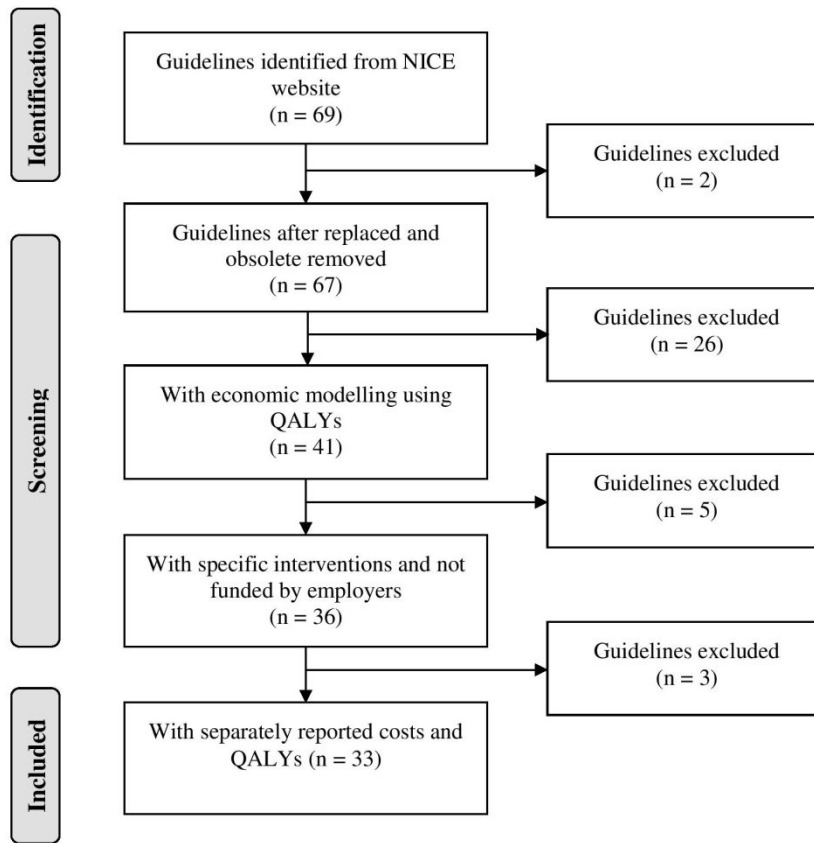 Identification
Guidelines identified from NICE
website
(n = 69)
Guidelines excluded
(n = 2)
Screening
Guidelines after replaced and
obsolete removed
(n = 67)
Guidelines excluded
(n = 26)
With economic modelling using
QALYs
(n = 41)
Guidelines excluded
(n = 5)
With specific interventions and not
funded by employers
(n = 36)
Guidelines excluded
(n = 3)
Included
With separately reported costs and
QALYs (n = 33)